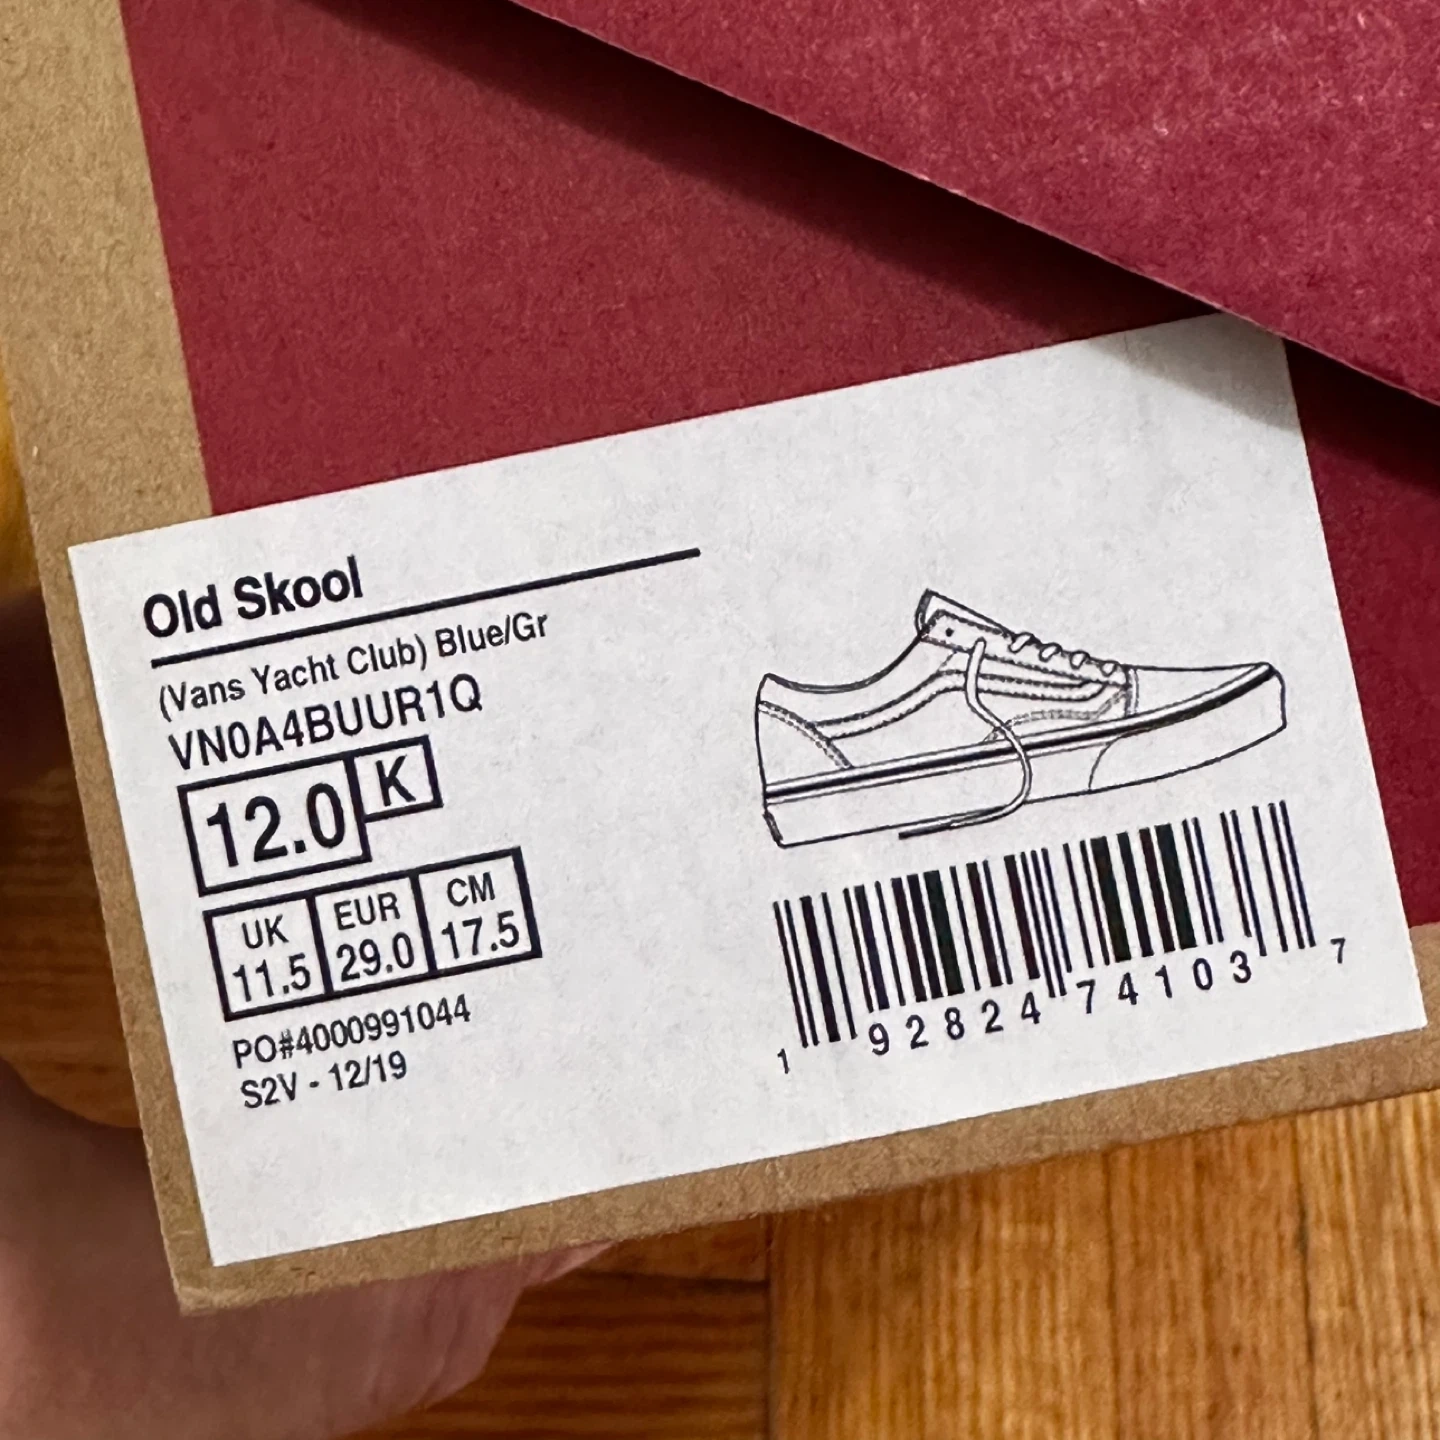 Old Skool
(Vans Yacht Club) Blue/Gr
VN0A4BUUR1Q
12.0 K
UK EUR CM
11.5 29.0 17.5
PO#4000991044
S2V - 12/19
1 92824 74103 7